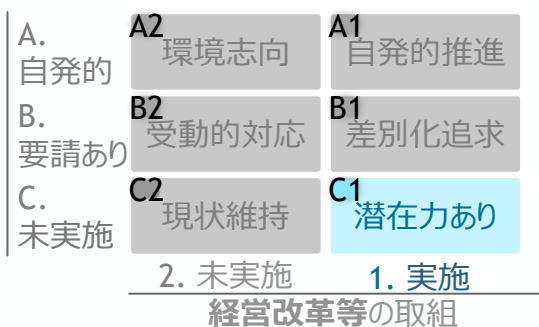 A.
自発的
A2
環境志向
A1
自発的推進
B.
要請あり
B2
受動的対応
B1
差別化追求
C.
未実施
C2
現状維持
C1
潜在力あり
2. 未実施
1. 実施
経営改革等の取組